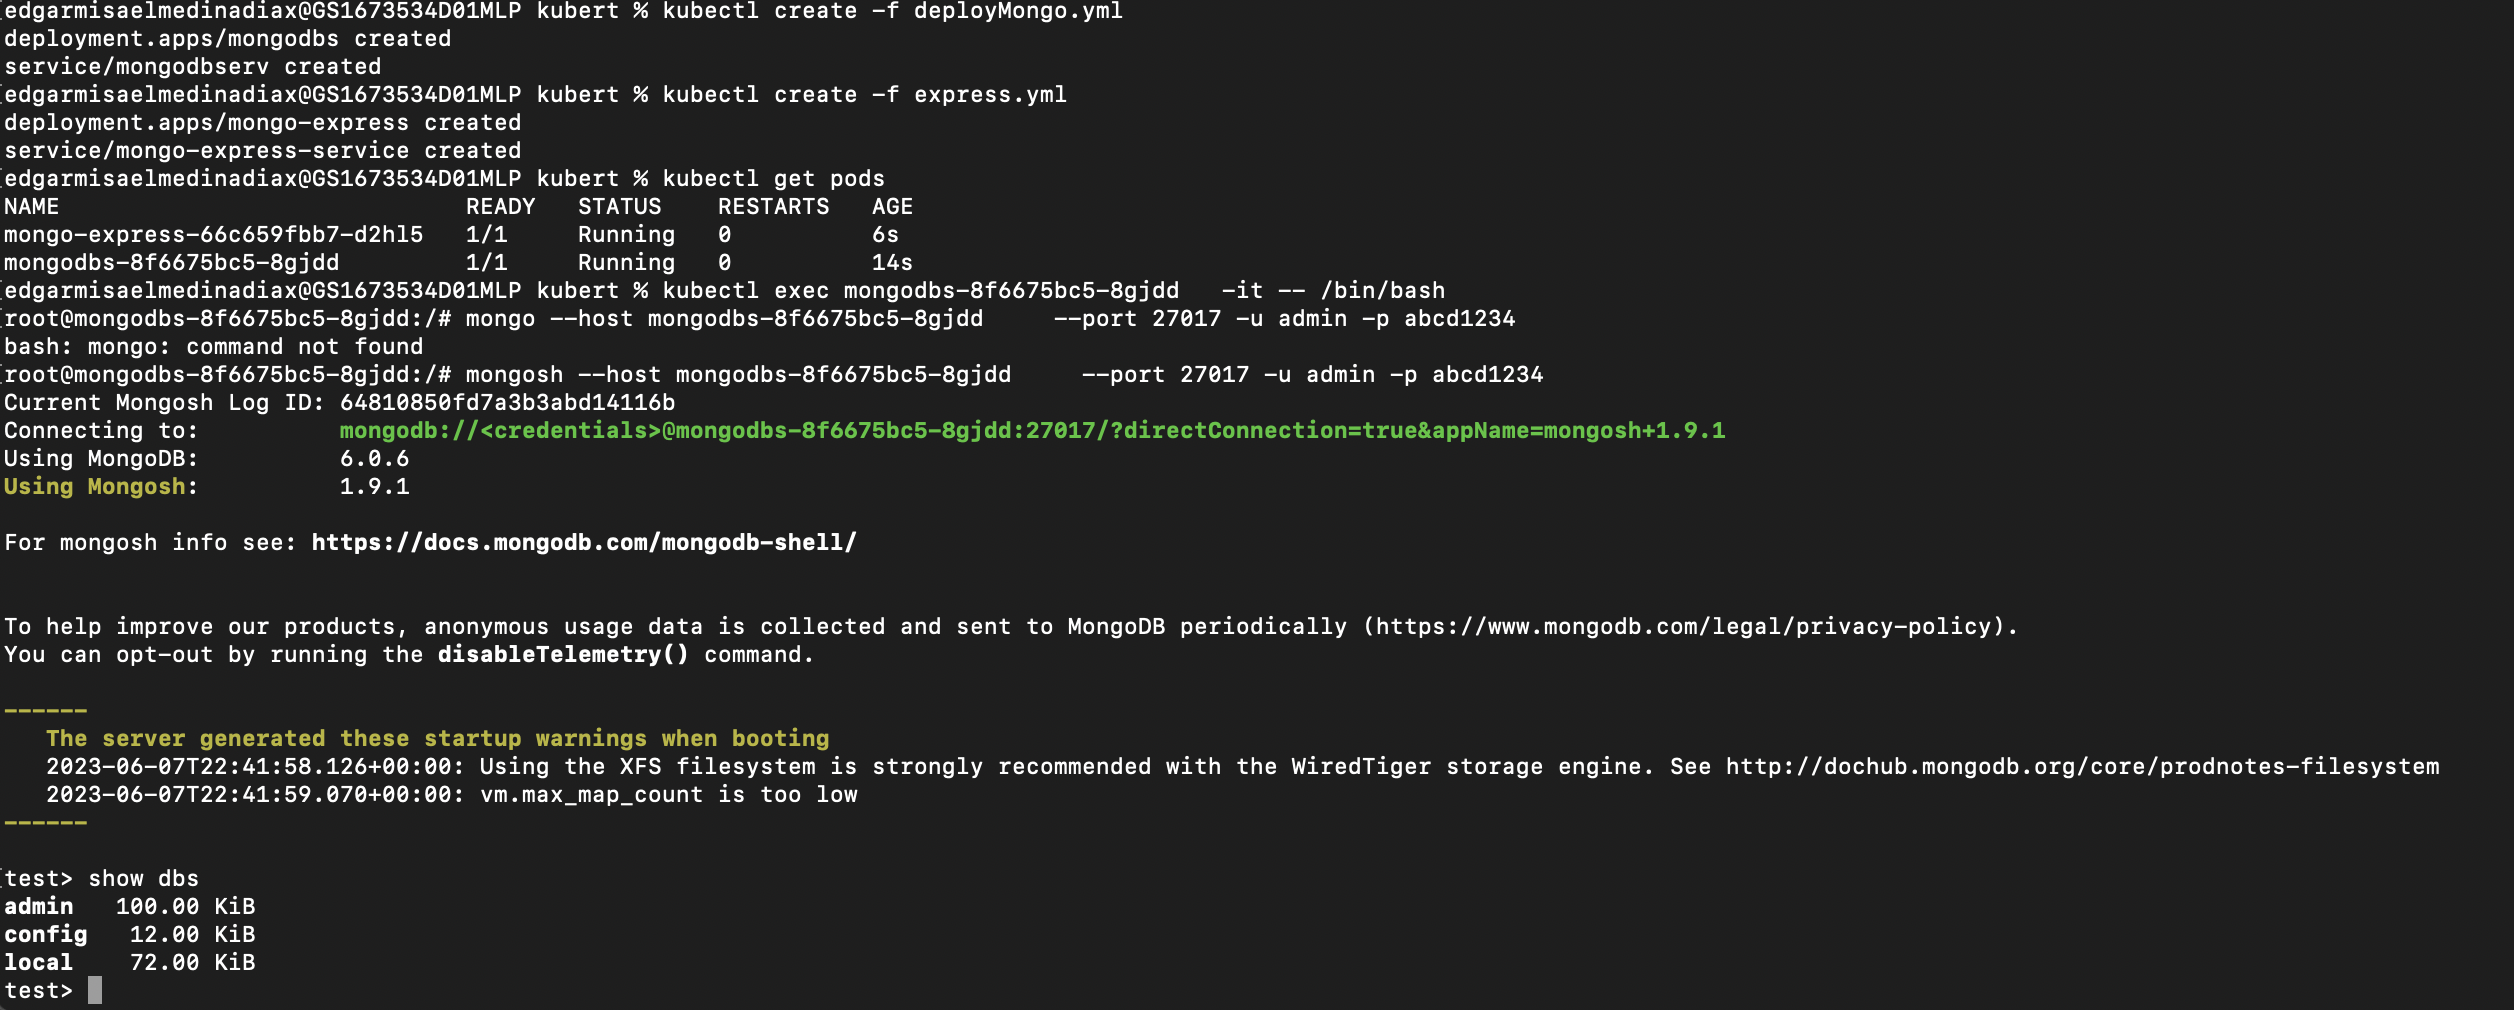 edgarmisaelmedinadiax@GS1673534D01MLP kubert % kubectl create -f deployMongo.yml
deployment.apps/mongodbs created
service/mongodbserv created
edgarmisaelmedinadiax@GS1673534D01MLP kubert % kubectl create -f express.yml
deployment.apps/mongo-express created
service/mongo-express-service created
edgarmisaelmedinadiax@GS1673534D01MLP kubert % kubectl get pods
NAME                             READY   STATUS    RESTARTS   AGE
mongo-express-66c659fbb7-d2hl5   1/1     Running   0          6s
mongodbs-8f6675bc5-8gjdd         1/1     Running   0          14s
edgarmisaelmedinadiax@GS1673534D01MLP kubert % kubectl exec mongodbs-8f6675bc5-8gjdd   -it -- /bin/bash
root@mongodbs-8f6675bc5-8gjdd:/# mongo --host mongodbs-8f6675bc5-8gjdd     --port 27017 -u admin -p abcd1234
bash: mongo: command not found
root@mongodbs-8f6675bc5-8gjdd:/# mongosh --host mongodbs-8f6675bc5-8gjdd     --port 27017 -u admin -p abcd1234
Current Mongosh Log ID: 64810850fd7a3b3abd14116b
Connecting to:          mongodb://<credentials>@mongodbs-8f6675bc5-8gjdd:27017/?directConnection=true&appName=mongosh+1.9.1
Using MongoDB:          6.0.6
Using Mongosh:          1.9.1
For mongosh info see: https://docs.mongodb.com/mongodb-shell/
To help improve our products, anonymous usage data is collected and sent to MongoDB periodically (https://www.mongodb.com/legal/privacy-policy).
You can opt-out by running the disableTelemetry() command.
------
   The server generated these startup warnings when booting
   2023-06-07T22:41:58.126+00:00: Using the XFS filesystem is strongly recommended with the WiredTiger storage engine. See http://dochub.mongodb.org/core/prodnotes-filesystem
   2023-06-07T22:41:59.070+00:00: vm.max_map_count is too low
------
test> show dbs
admin   100.00 KiB
config   12.00 KiB
local    72.00 KiB
test>